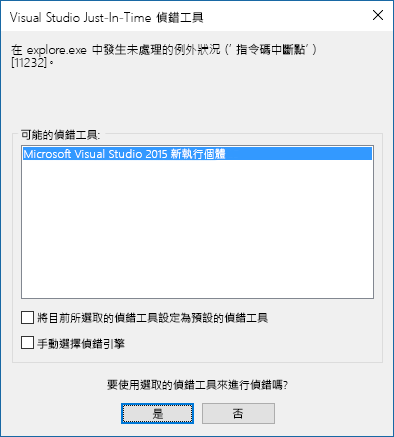 Visual Studio Just-In-Time 偵錯工具
在 explore.exe 中發生未處理的例外狀況 (' 指令碼中斷點' )
[11232]。
可能的偵錯工具:
Microsoft Visual Studio 2015 新執行個體
將目前所選取的偵錯工具設定為預設的偵錯工具
手動選擇偵錯引擎
要使用選取的偵錯工具來進行偵錯嗎?
是 否